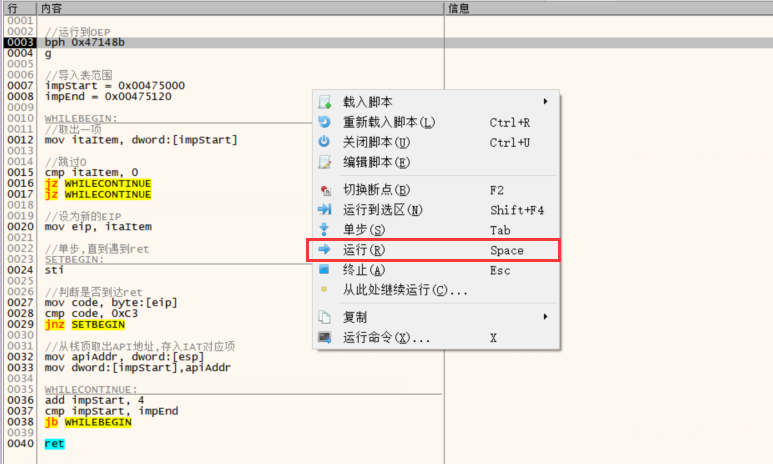 行 内容 信息
0001
0002 //运行到OEP
0003 bph 0x47148b
0004 g
0005
0006 //导入表范围
0007 impStart = 0x00475000
0008 impEnd = 0x00475120
0009
0010 WHILEBEGIN:
0011 //取出一项
0012 mov itaItem, dword:[impStart]
0013
0014 //跳过0
0015 cmp itaItem, 0
0016 jz WHILECONTINUE
0017 jz WHILECONTINUE
0018
0019 //设为新的EIP
0020 mov eip, itaItem
0021
0022 //单步,直到遇到ret
0023 SETBEGIN:
0024 sti
0025
0026 //判断是否到达ret
0027 mov code, byte:[eip]
0028 cmp code, 0xC3
0029 jnz SETBEGIN
0030
0031 //从栈顶取出API地址,存入IAT对应项
0032 mov apiAddr, dword:[esp]
0033 mov dword:[impStart],apiAddr
0034
0035 WHILECONTINUE:
0036 add impStart, 4
0037 cmp impStart, impEnd
0038 jb WHILEBEGIN
0039
0040 ret
载入脚本
重新载入脚本(L) Ctrl+R
关闭脚本(U) Ctrl+U
编辑脚本(E)
切换断点(B) F2
运行到选区(N) Shift+F4
单步(S) Tab
运行(R) Space
终止(A) Esc
从此处继续运行(C)...
复制
运行命令(X)... X